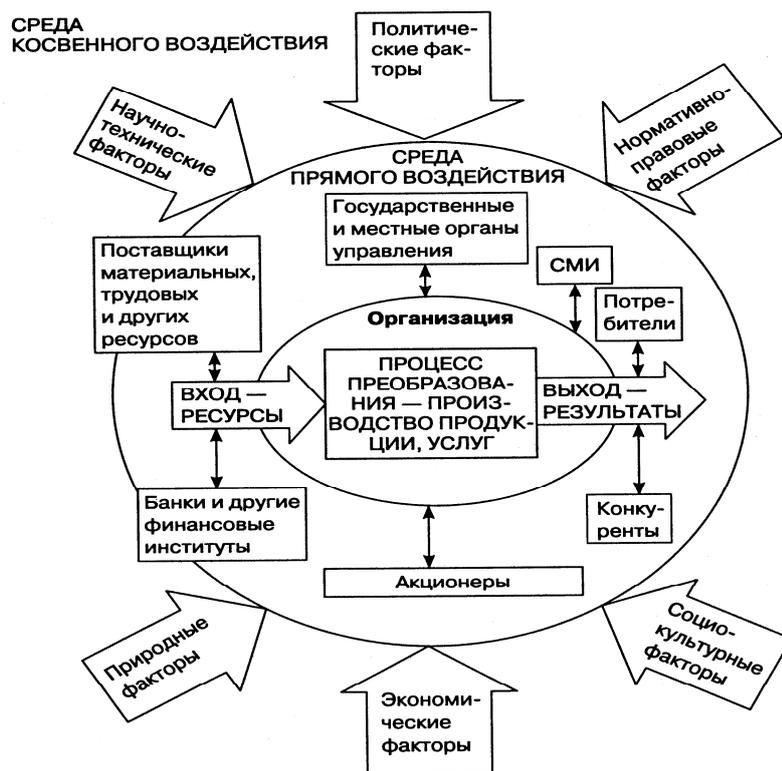 СРЕДА
КОСВЕННОГО ВОЗДЕЙСТВИЯ
Политиче-
ские фак-
торы
Научно-
технические
факторы
Нормативно-
правовые
факторы
СРЕДА
ПРЯМОГО ВОЗДЕЙСТВИЯ
Государственные
и местные органы
управления
Поставщики
материальных,
трудовых
и других
ресурсов
СМИ
Потре-
бители
Организация
ВХОД —
РЕСУРСЫ
ПРОЦЕСС
ПРЕОБРАЗОВА-
НИЯ — ПРОИЗ-
ВОДСТВО ПРОДУК-
ЦИИ, УСЛУГ
ВЫХОД —
РЕЗУЛЬТАТЫ
Банки и другие
финансовые
институты
Конку-
ренты
Акционеры
Природные
факторы
Экономи-
ческие
факторы
Социо-
культурные
факторы